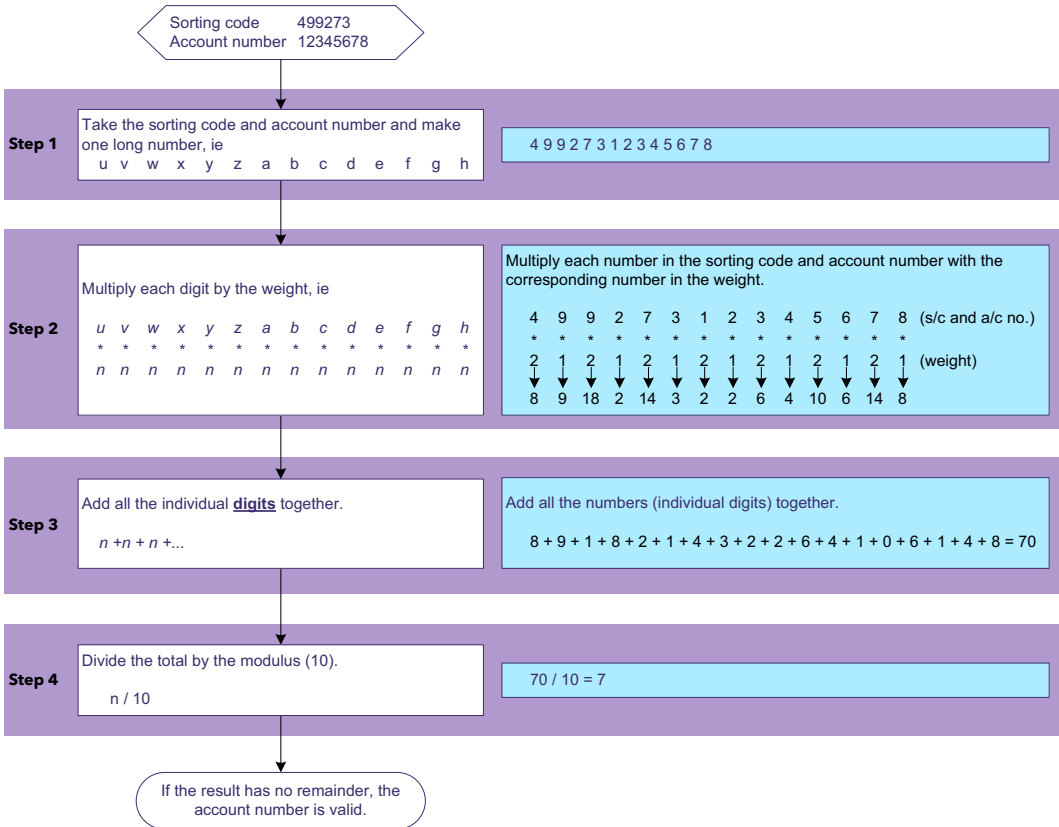 Sorting code 499273
Account number 12345678
Step 1
Take the sorting code and account number and make
one long number, ie
u v w x y z a b c d e f g h
4 9 9 2 7 3 1 2 3 4 5 6 7 8
Step 2
Multiply each digit by the weight, ie
u v w x y z a b c d e f g h
* * * * * * * * * * * * * *
n n n n n n n n n n n n n n
Multiply each number in the sorting code and account number with the
corresponding number in the weight.
4 9 9 2 7 3 1 2 3 4 5 6 7 8 (s/c and a/c no.)
* * * * * * * * * * * * * *
2 1 2 1 2 1 2 1 2 1 2 1 2 1 (weight)
8 9 18 2 14 3 2 2 6 4 10 6 14 8
Step 3
Add all the individual digits together.
n +n + n +...
Add all the numbers (individual digits) together.
8 + 9 + 1 + 8 + 2 + 1 + 4 + 3 + 2 + 2 + 6 + 4 + 1 + 0 + 6 + 1 + 4 + 8 = 70
Step 4
Divide the total by the modulus (10).
n / 10
70 / 10 = 7
If the result has no remainder, the
account number is valid.